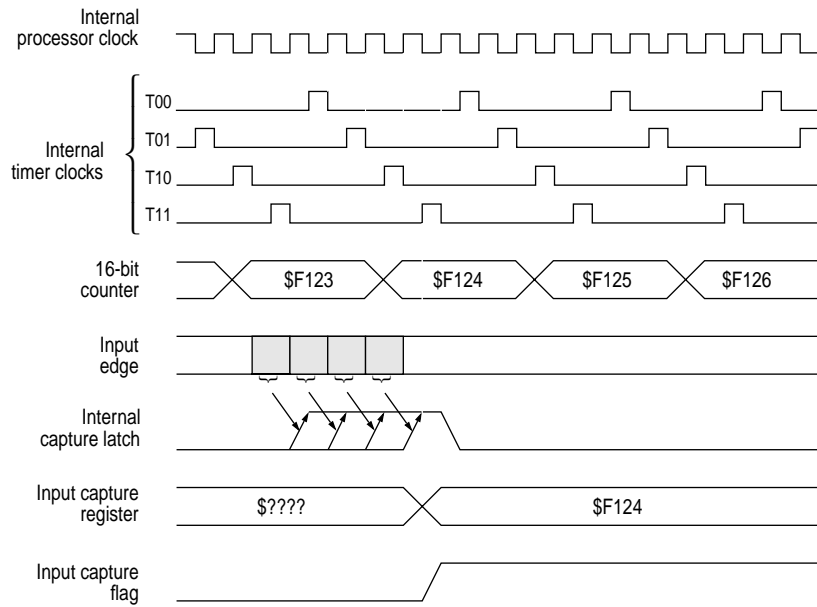 Internal
processor clock
T00
T01
Internal
timer clocks
T10
T11
16-bit
counter
$F123
$F124
$F125
$F126
Input
edge
Internal
capture latch
Input capture
register
$????
$F124
Input capture
flag